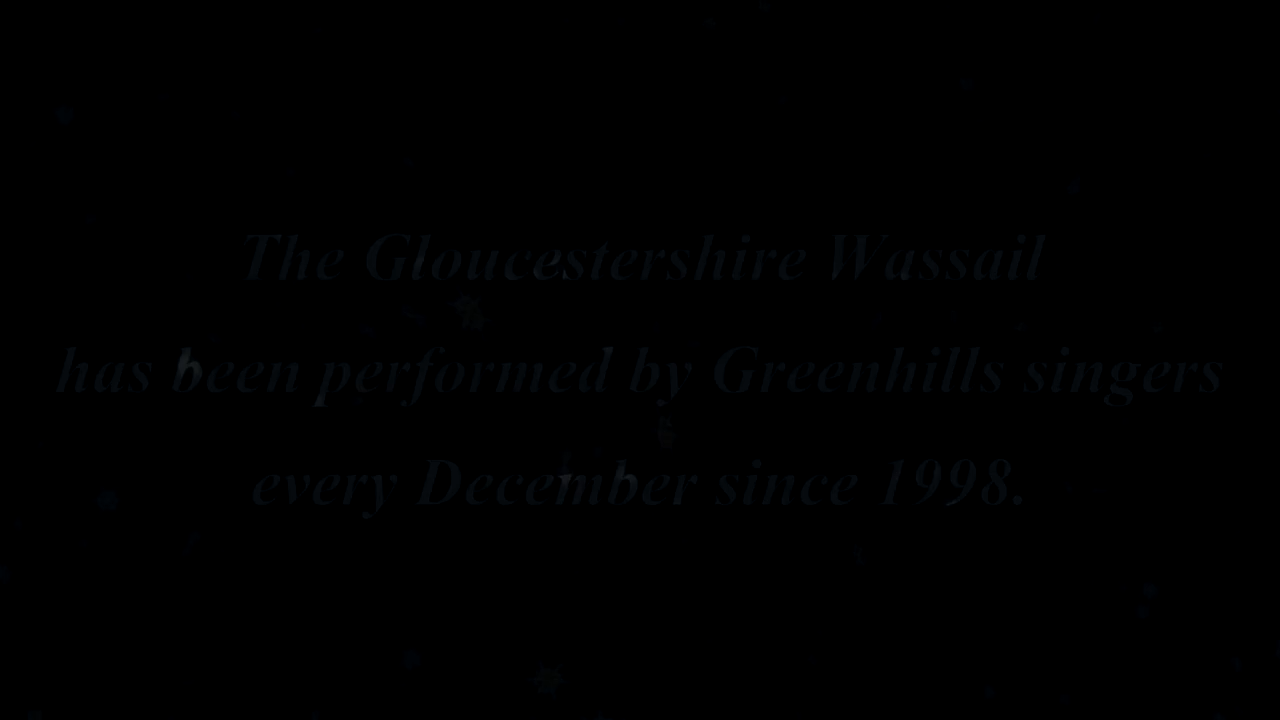 The Gloucestershire Wassail
has been performed by Greenhills singers
every December since 1998.